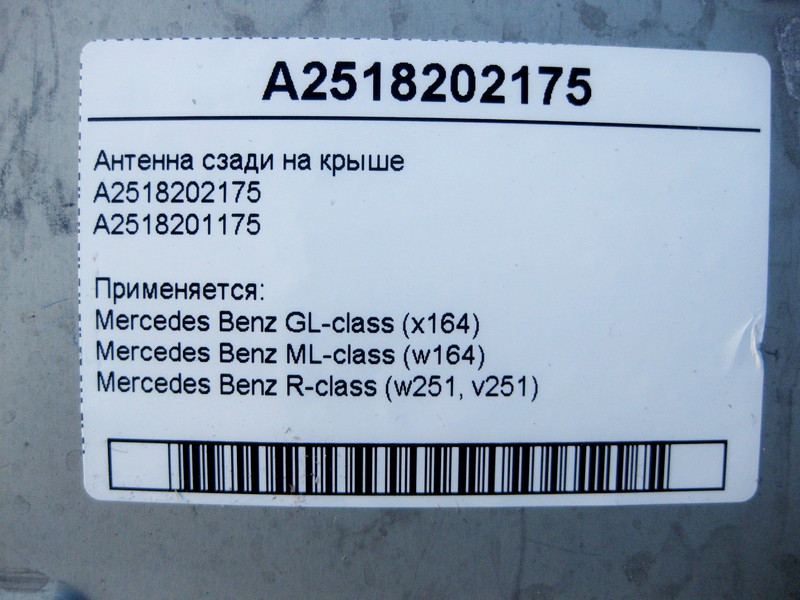 A2518202175
Антенна сзади на крыше
A2518202175
A2518201175
Применяется:
Mercedes Benz GL-class (x164)
Mercedes Benz ML-class (w164)
Mercedes Benz R-class (w251, v251)